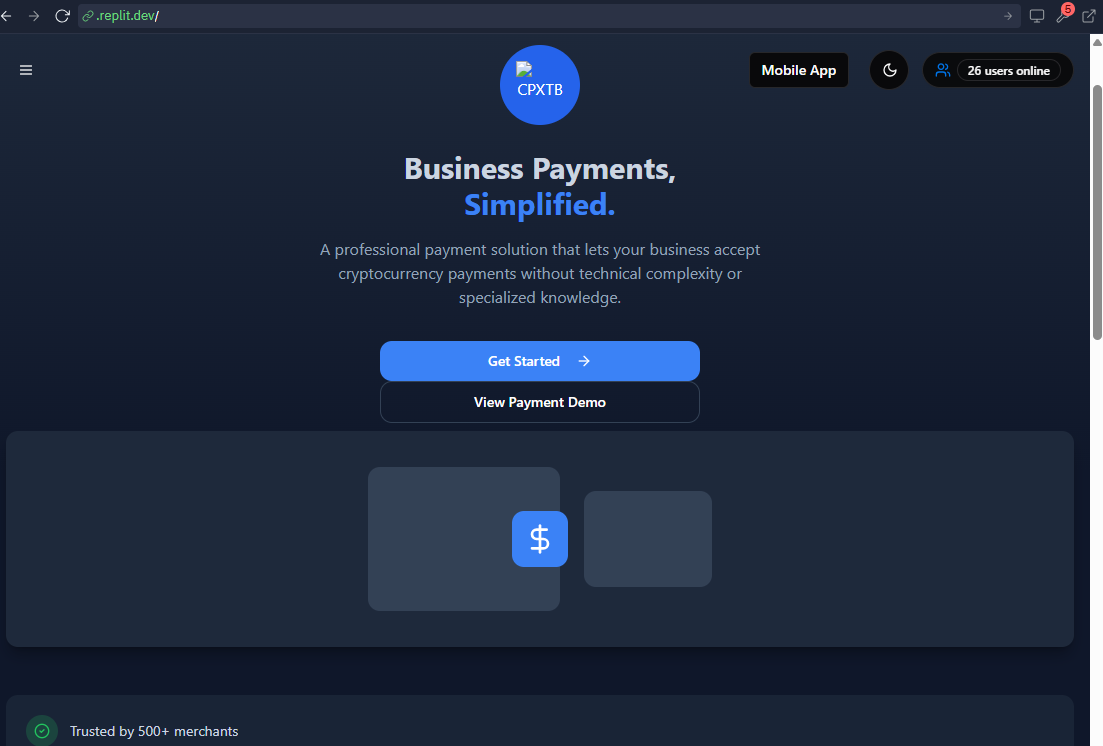 .replit.dev/
5
CPXTB
Mobile App
26 users online
Business Payments,
Simplified.
A professional payment solution that lets your business accept
cryptocurrency payments without technical complexity or
specialized knowledge.
Get Started
View Payment Demo
$
Trusted by 500+ merchants